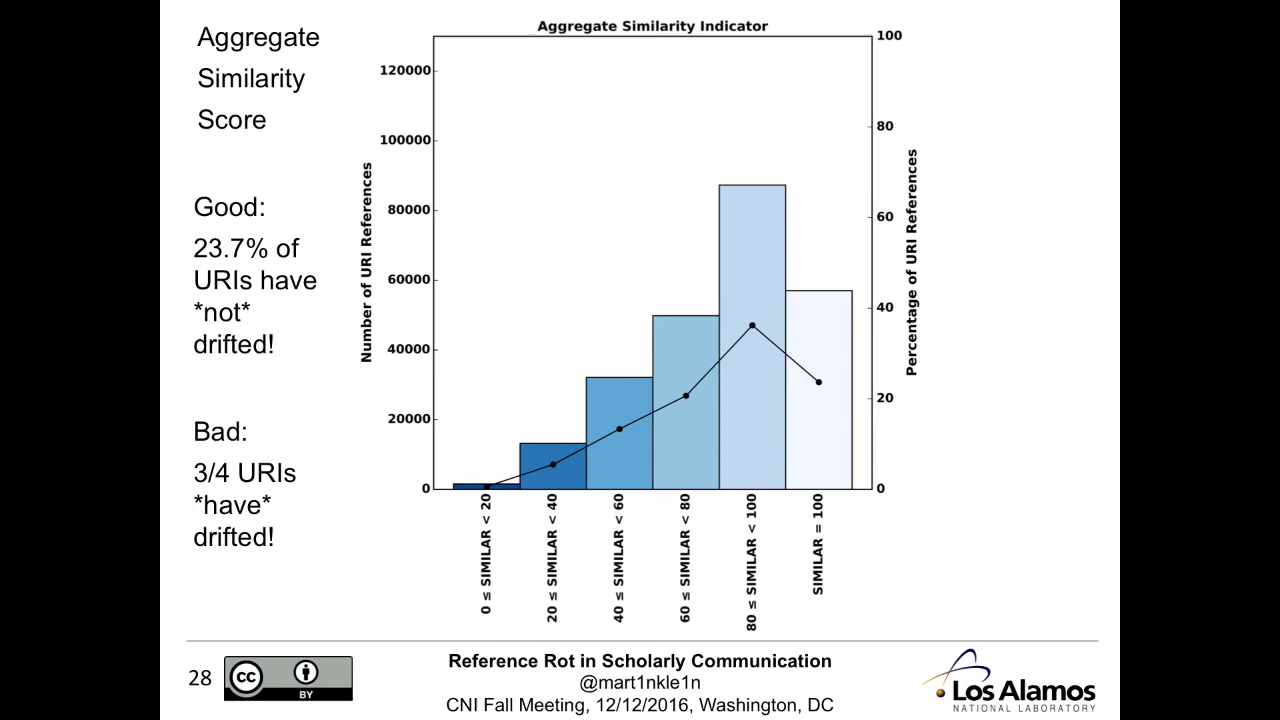 Aggregate
Similarity
Score
Good:
23.7% of
URIs have
*not*
drifted!
Bad:
3/4 URIs
*have*
drifted!
Aggregate Similarity Indicator
Number of URI References
120000
100000
80000
60000
40000
20000
0
Percentage of URI References
100
80
60
40
20
0
0 ≤ SIMILAR < 20
20 ≤ SIMILAR < 40
40 ≤ SIMILAR < 60
60 ≤ SIMILAR < 80
80 ≤ SIMILAR < 100
SIMILAR = 100
28
cc
BY
Reference Rot in Scholarly Communication
@mart1nkle1n
CNI Fall Meeting, 12/12/2016, Washington, DC
Los Alamos
NATIONAL LABORATORY